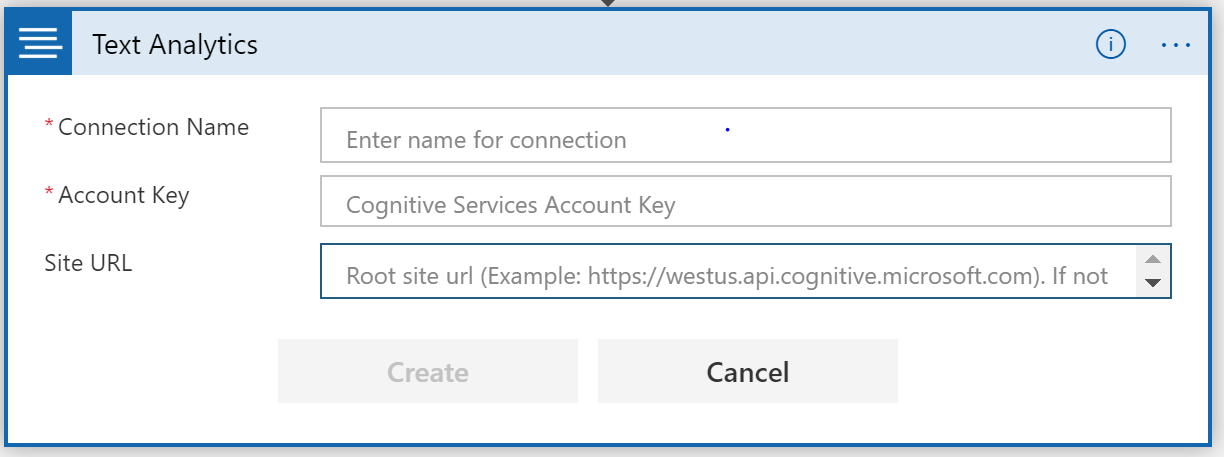 Text Analytics
* Connection Name
Enter name for connection
* Account Key
Cognitive Services Account Key
Site URL
Root site url (Example: https://westus.api.cognitive.microsoft.com). If not
Create
Cancel